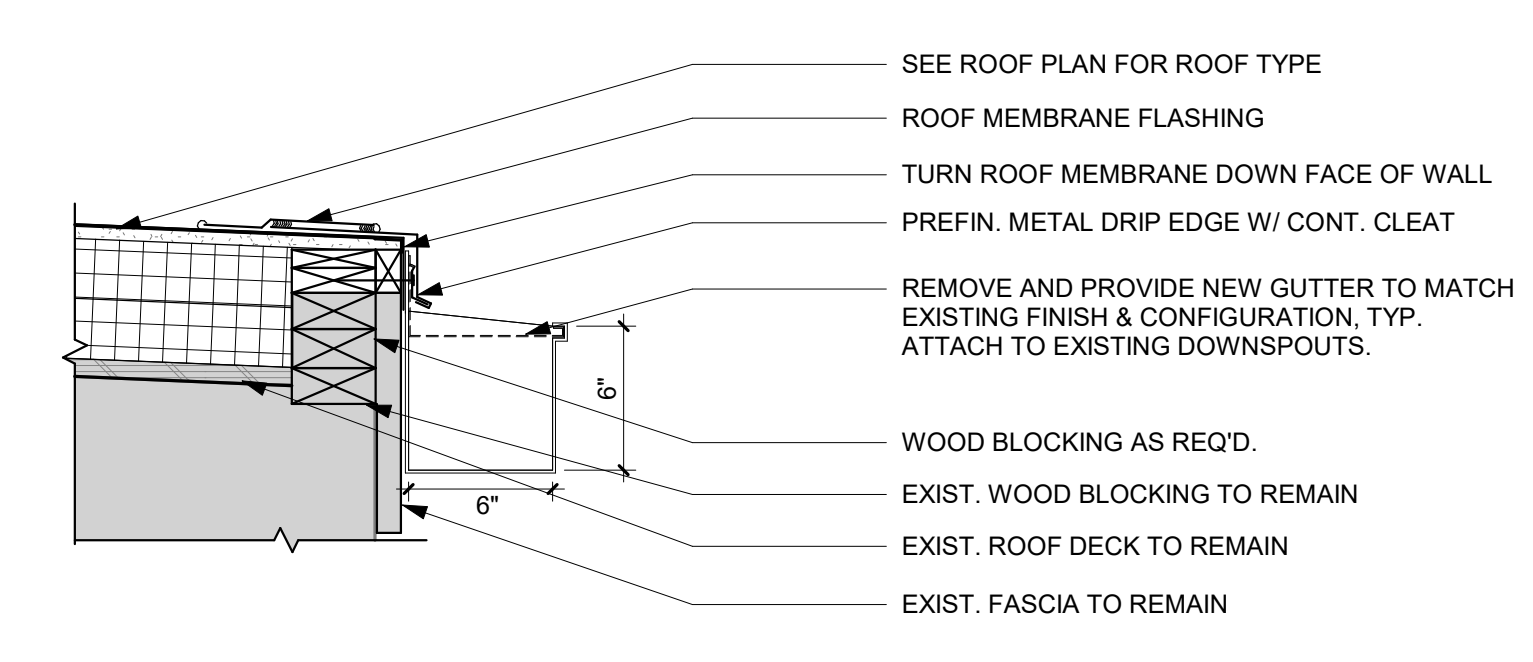 SEE ROOF PLAN FOR ROOF TYPE
ROOF MEMBRANE FLASHING
TURN ROOF MEMBRANE DOWN FACE OF WALL
PREFIN. METAL DRIP EDGE W/ CONT. CLEAT
REMOVE AND PROVIDE NEW GUTTER TO MATCH
EXISTING FINISH & CONFIGURATION, TYP.
ATTACH TO EXISTING DOWNSPOUTS.
6"
WOOD BLOCKING AS REQ'D.
EXIST. WOOD BLOCKING TO REMAIN
6"
EXIST. ROOF DECK TO REMAIN
EXIST. FASCIA TO REMAIN